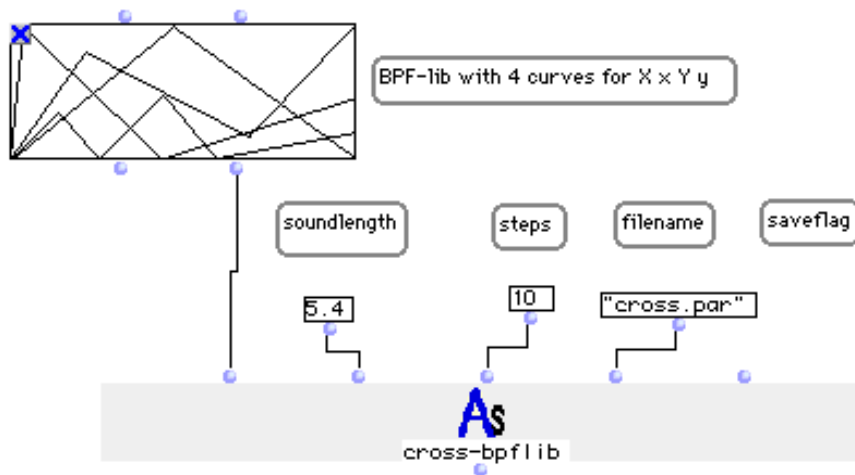 BPF-lib with 4 curves for X x Y y
soundlength
steps
filename
saveflag
5.4
10
"cross.par"
As
cross-bpflib